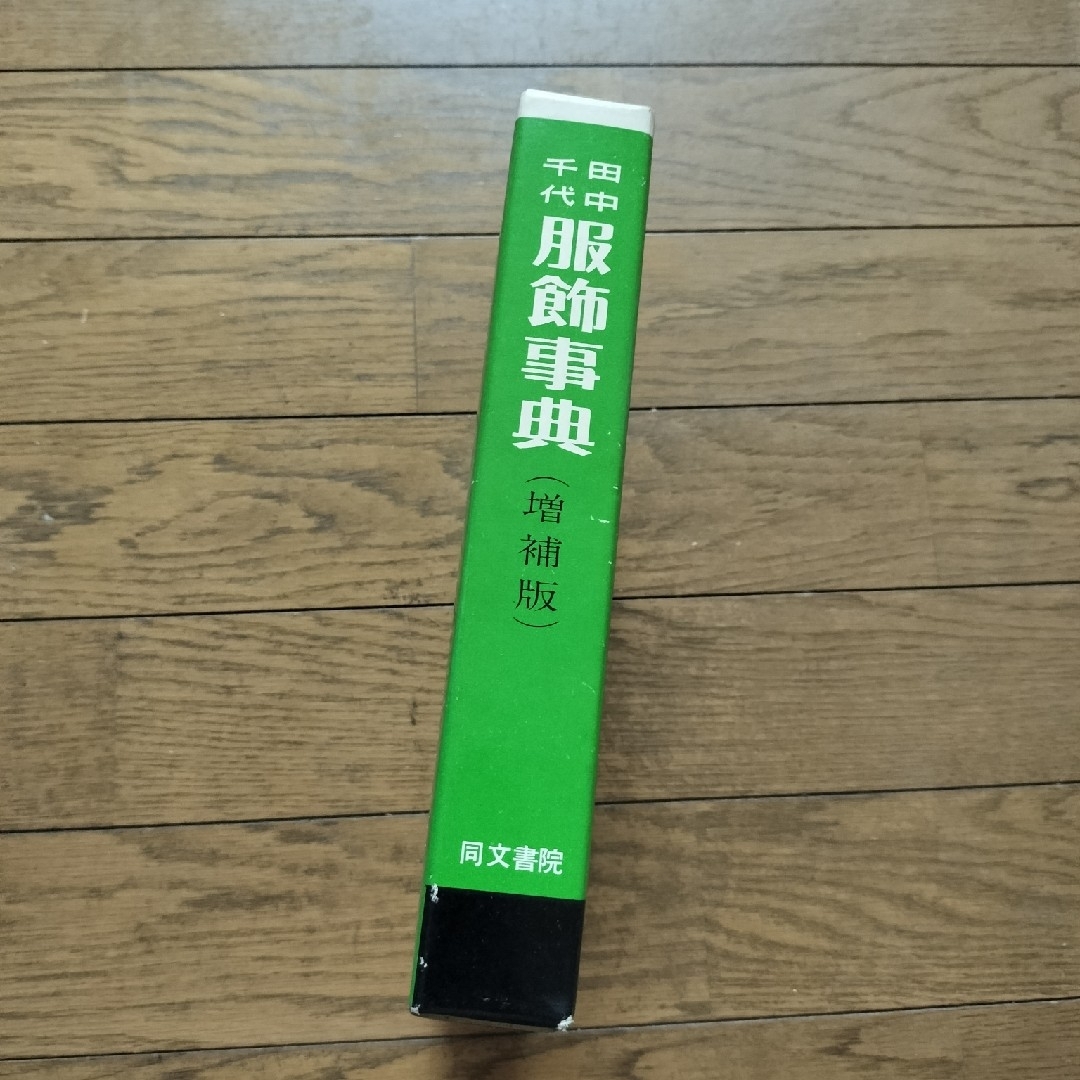 田中
千代
服飾事典
（増補版）
同文書院